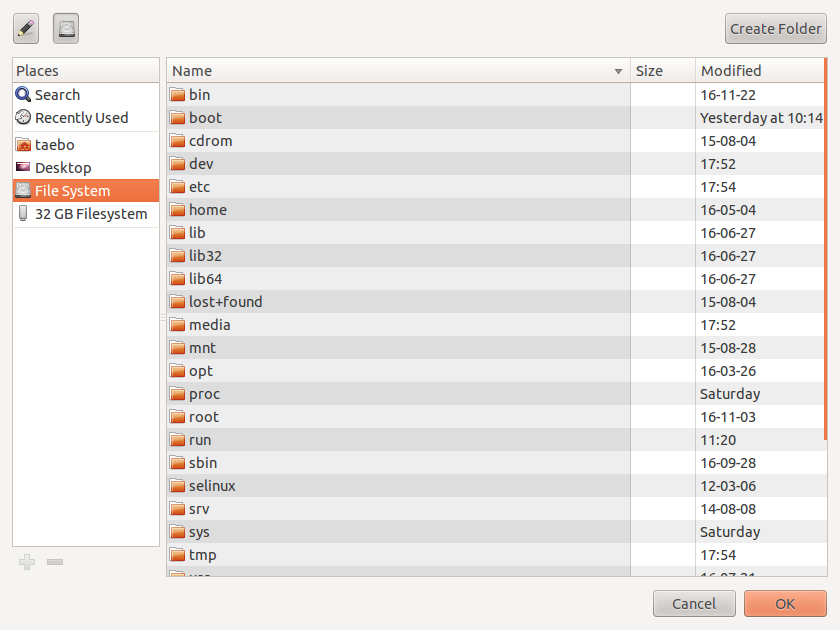 Create Folder
Places
Search
Recently Used
taebo
Desktop
File System
32 GB Filesystem
Name Size Modified
bin 16-11-22
boot Yesterday at 10:14
cdrom 15-08-04
dev 17:52
etc 17:54
home 16-05-04
lib 16-06-27
lib32 16-06-27
lib64 16-06-27
lost+found 15-08-04
media 17:52
mnt 15-08-28
opt 16-03-26
proc Saturday
root 16-11-03
run 11:20
sbin 16-09-28
selinux 12-03-06
srv 14-08-08
sys Saturday
tmp 17:54
Cancel OK